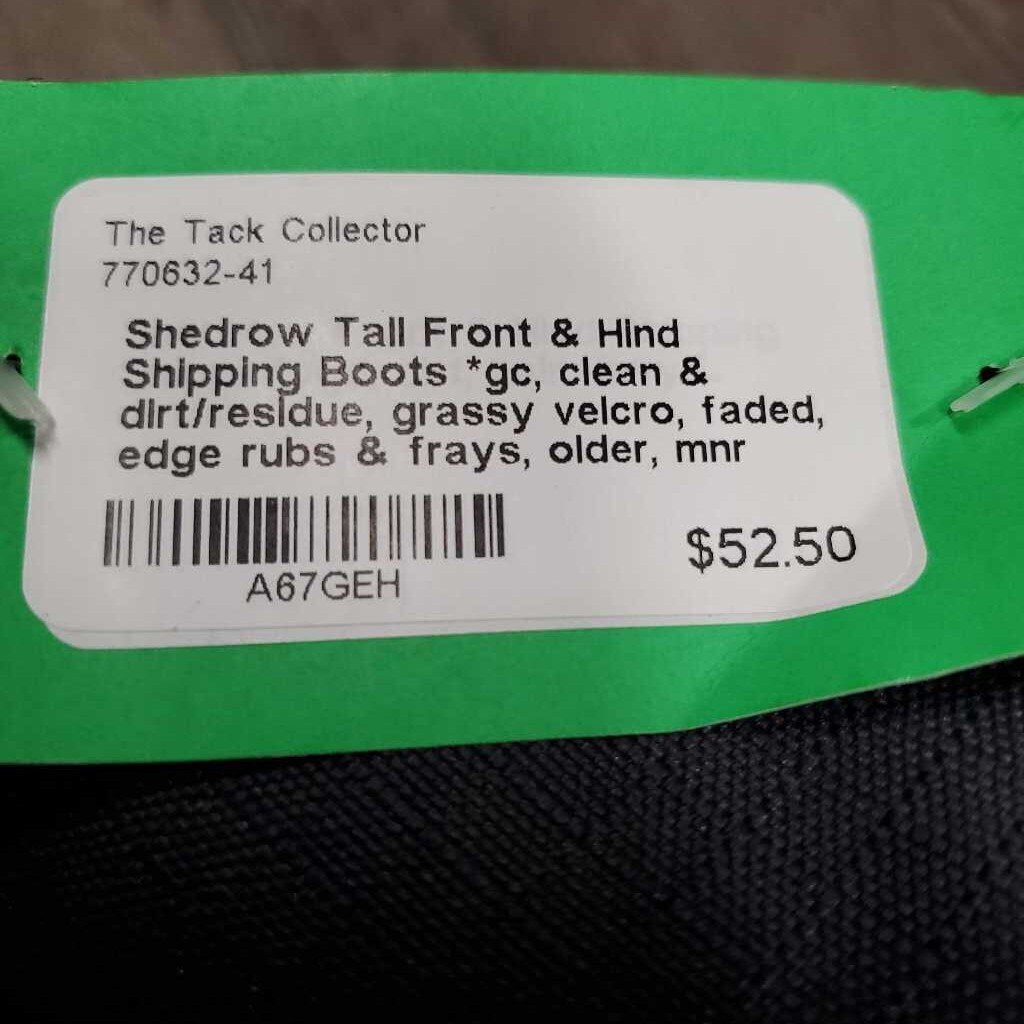 The Tack Collector
770632-41
Shedrow Tall Front & Hind
Shipping Boots *gc, clean &
dirt/residue, grassy velcro, faded,
edge rubs & frays, older, mnr
A67GEH
$52.50